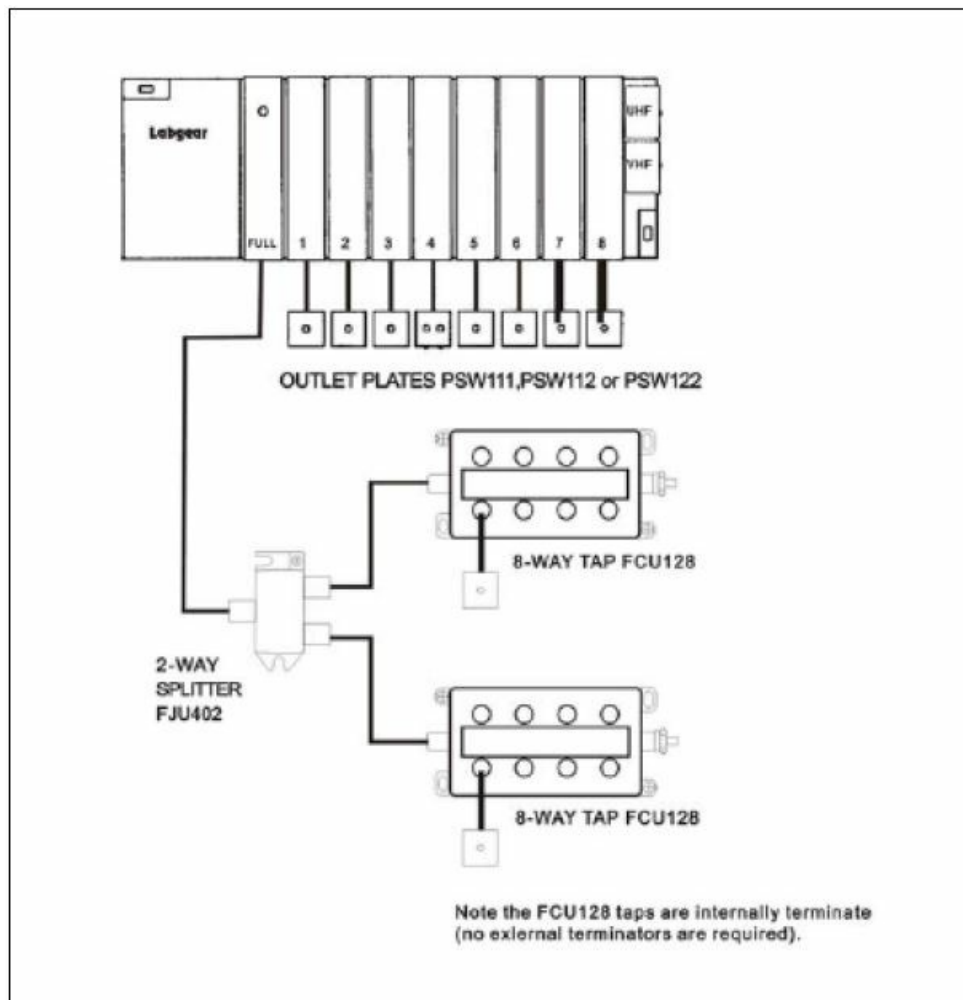 Labgear
UHF
VHF
FULL 1 2 3 4 5 6 7 8
OUTLET PLATES PSW111,PSW112 or PSW122
8-WAY TAP FCU128
2-WAY
SPLITTER
FJU402
8-WAY TAP FCU128
Note the FCU128 taps are internally terminate
(no exlernal terminators are required).